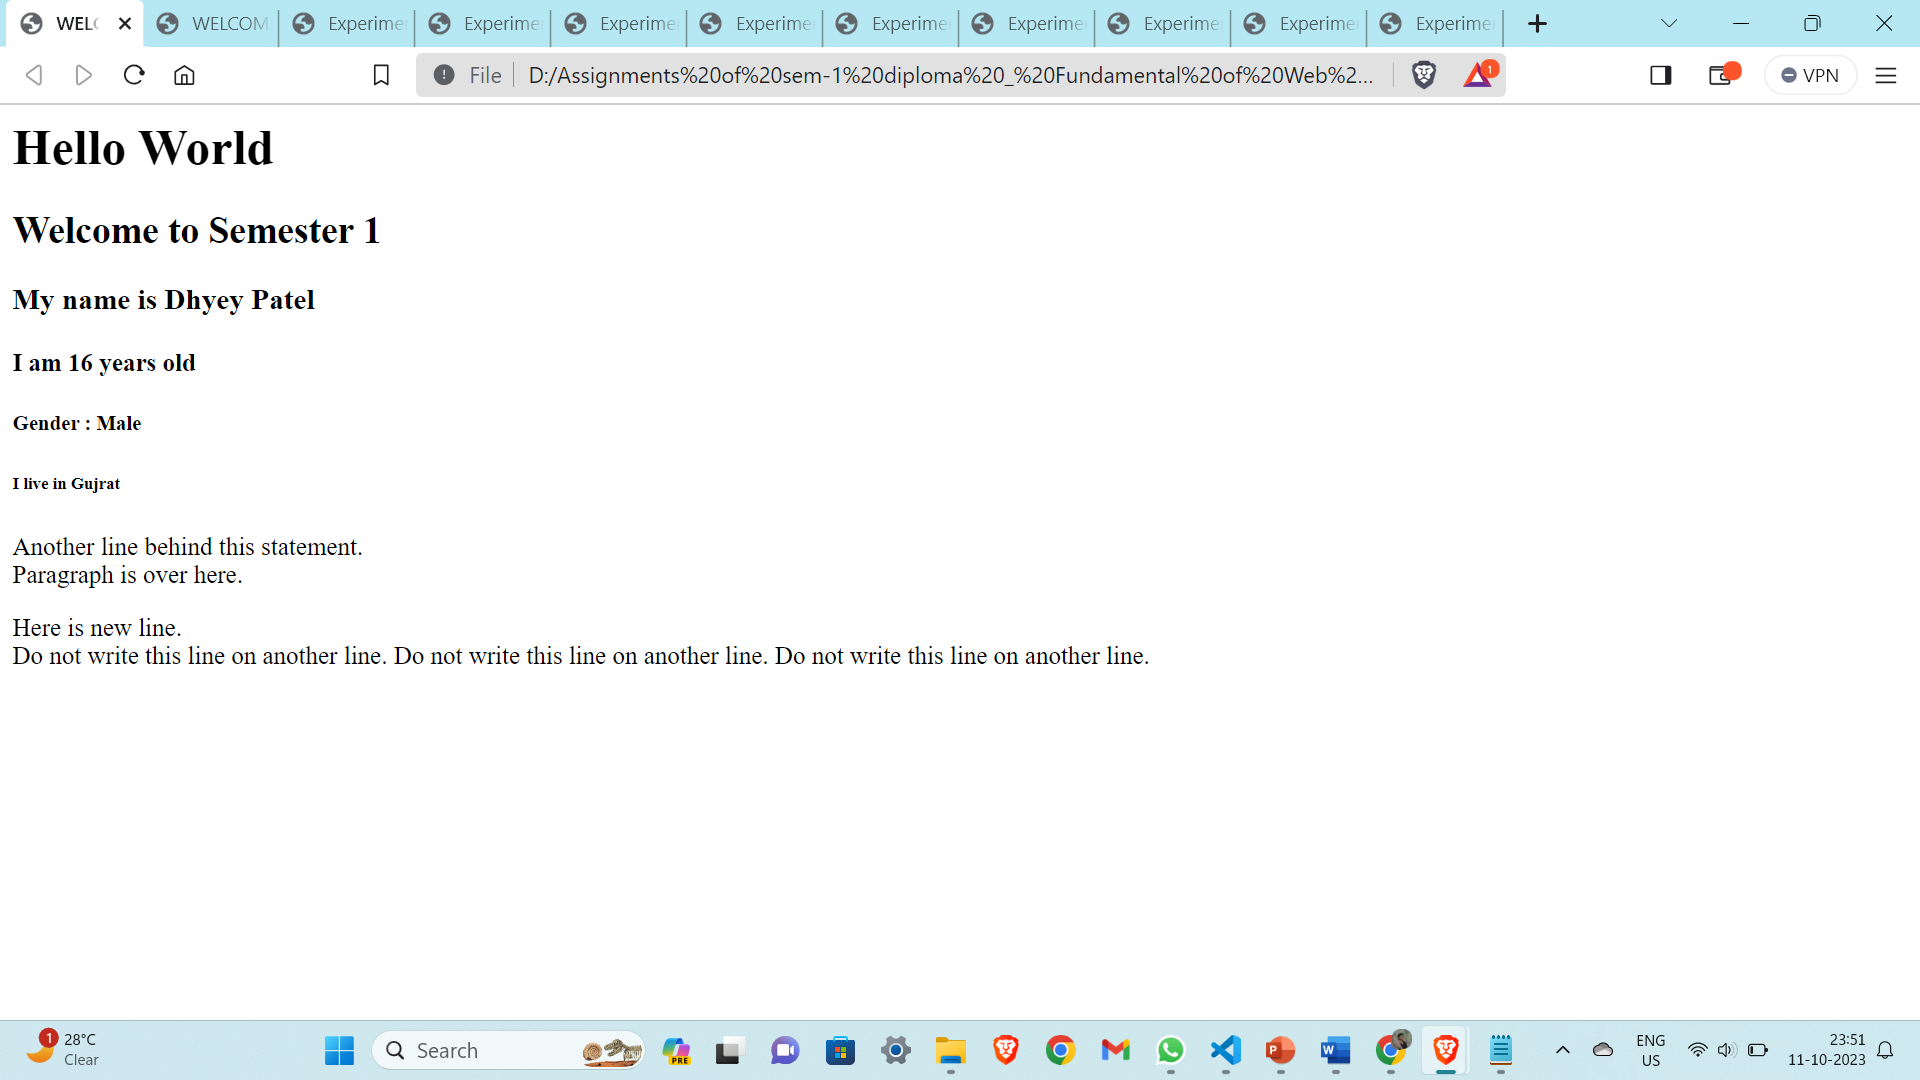 WELC
WELCOM
Experime
Experime
Experime
Experime
Experime
Experime
Experime
Experime
Experime
File
D:/Assignments%20of%20sem-1%20diploma%20_%20Fundamental%20of%20Web%2...
1
VPN
Hello World
Welcome to Semester 1
My name is Dhyey Patel
I am 16 years old
Gender : Male
I live in Gujrat
Another line behind this statement.
Paragraph is over here.
Here is new line.
Do not write this line on another line. Do not write this line on another line. Do not write this line on another line.
1
28°C
Clear
Search
PRE
P
W
ENG
US
23:51
11-10-2023